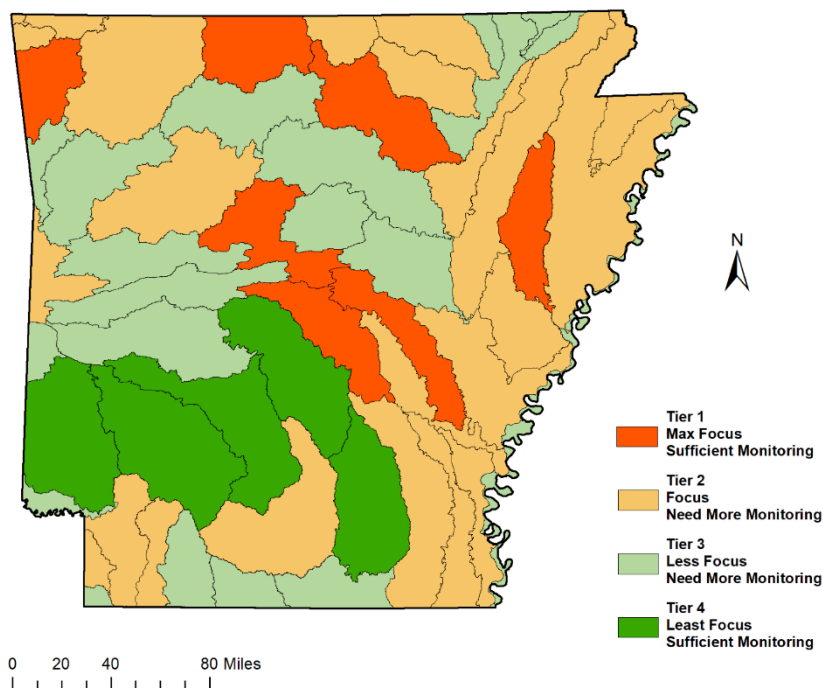 N
Tier 1
Max Focus
Sufficient Monitoring
Tier 2
Focus
Need More Monitoring
Tier 3
Less Focus
Need More Monitoring
Tier 4
Least Focus
Sufficient Monitoring
0 20 40 80 Miles